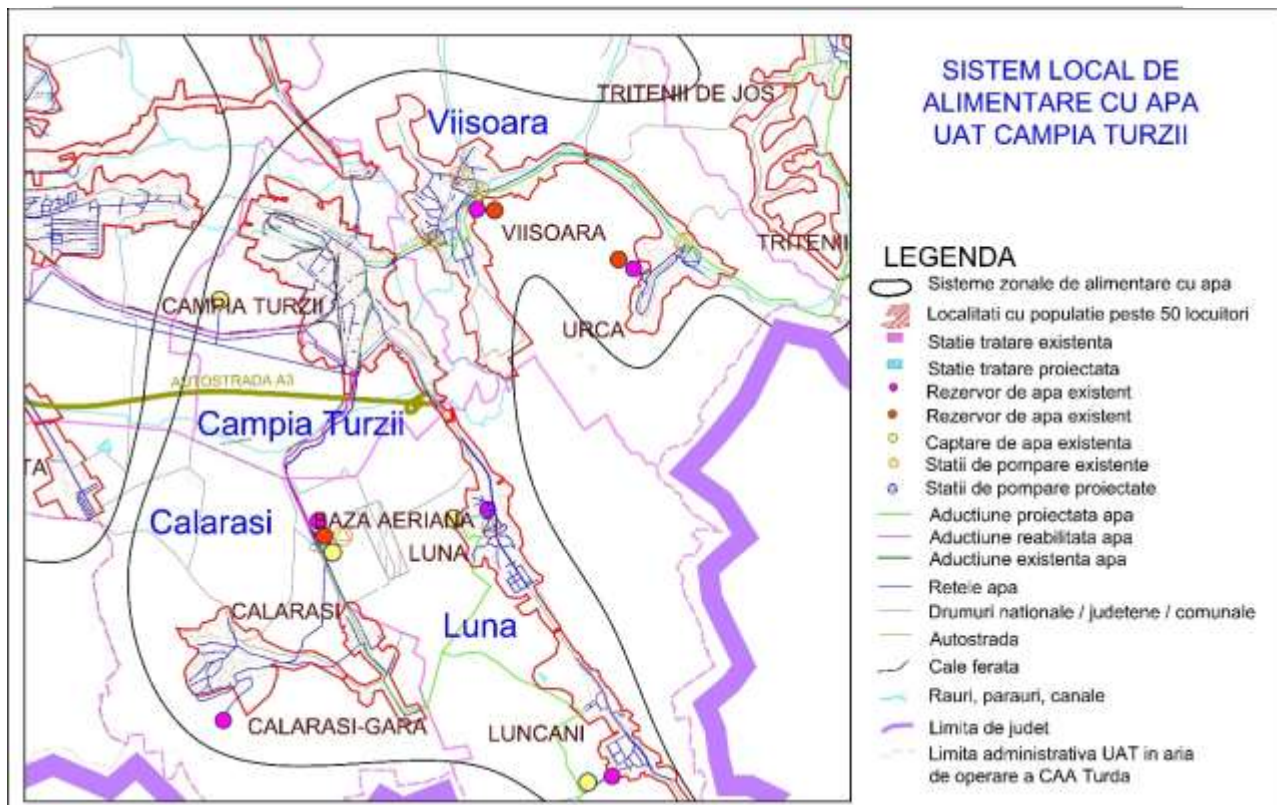 SISTEM LOCAL DE
ALIMENTARE CU APA
UAT CAMPIA TURZII
TRITENII DE JOS
Viisoara
VIISOARA
TRITENII
CAMPIA TURZII
URCA
AUTOSTRADA A3
Campia Turzii
TA
Calarasi
BAZA AERIANA
LUNA
CALARASI
Luna
CALARASI-GARA
LUNCANI
LEGENDA
Sisteme zonale de alimentare cu apa
Localitati cu populatie peste 50 locuitori
Statie tratare existenta
Statie tratare proiectata
Rezervor de apa existent
Rezervor de apa existent
Captare de apa existenta
Statii de pompare existente
Statii de pompare proiectate
Aductiune proiectata apa
Aductiune reabilitata apa
Aductiune existenta apa
Retele apa
Drumuri nationale / judetene / comunale
Autostrada
Cale ferata
Rauri, parauri, canale
Limita de judet
Limita administrativa UAT in aria
de operare a CAA Turda